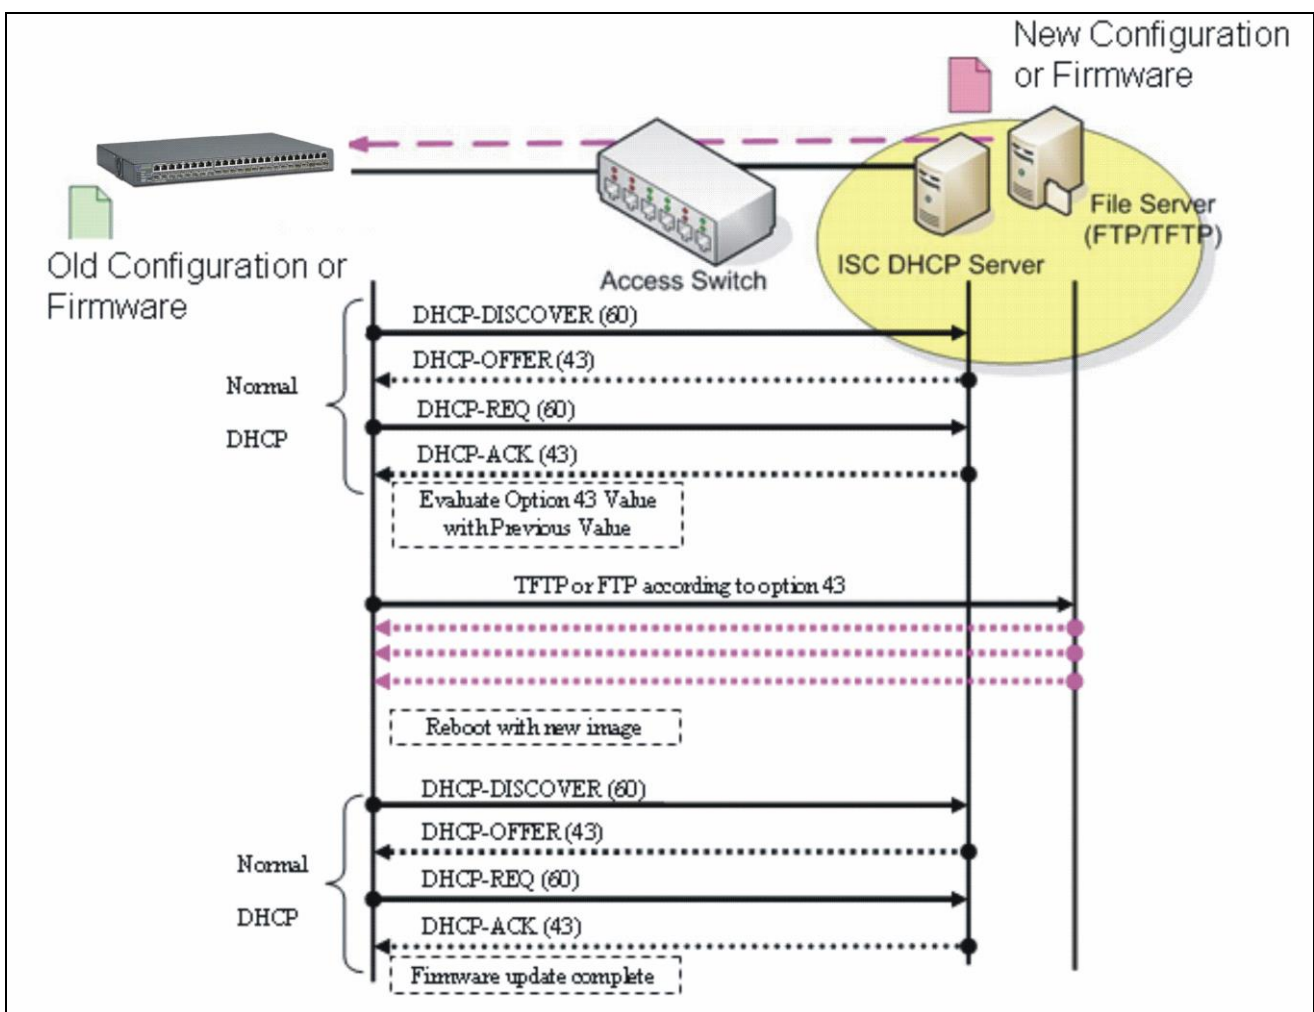 New Configuration
or Firmware
File Server
(FTP/TFTP)
ISC DHCP Server
Access Switch
Old Configuration or
Firmware
DHCP-DISCOVER (60)
DHCP-OFFER (43)
Normal
DHCP-REQ (60)
DHCP
DHCP-ACK (43)
Evaluate Option 43 Value
with Previous Value
TFTP or FTP according to option 43
Reboot with new image
DHCP-DISCOVER (60)
DHCP-OFFER (43)
Normal
DHCP-REQ (60)
DHCP
DHCP-ACK (43)
Firmware update complete